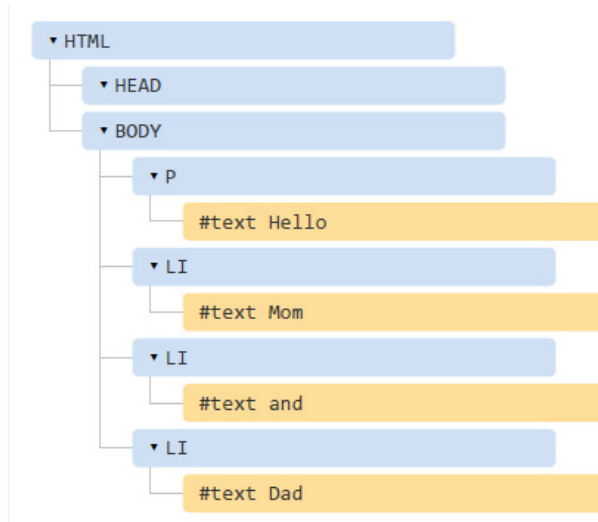 ▾ HTML
▾ HEAD
▾ BODY
▾ P
#text Hello
▾ LI
#text Mom
▾ LI
#text and
▾ LI
#text Dad